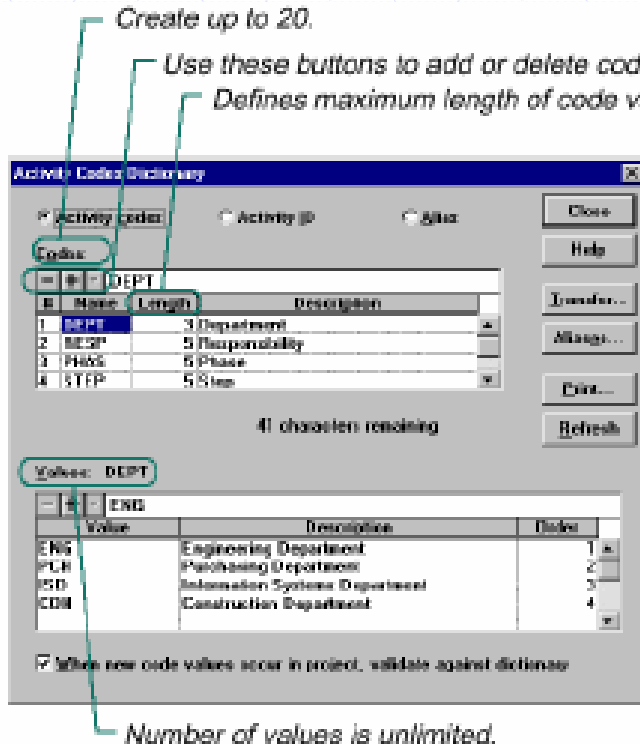 Create up to 20.
Use these buttons to add or delete cod
Defines maximum length of code v
Activity Codes Dictionary
Activity codes Activity ID Alias Close
Codes: Help
DEPT
# Name Length Description Transfer...
1 DEPT 3 Department
2 RESP 5 Responsibility
3 PHAS 5 Phase
4 STEP 5 Step Print...
41 characters remaining Refresh
Values: DEPT
ENG
Value Description Order
ENG Engineering Department 1
PCH Purchasing Department 2
ISD Information Systems Department 3
CON Construction Department 4
When new code values occur in project, validate against dictionary
Number of values is unlimited.